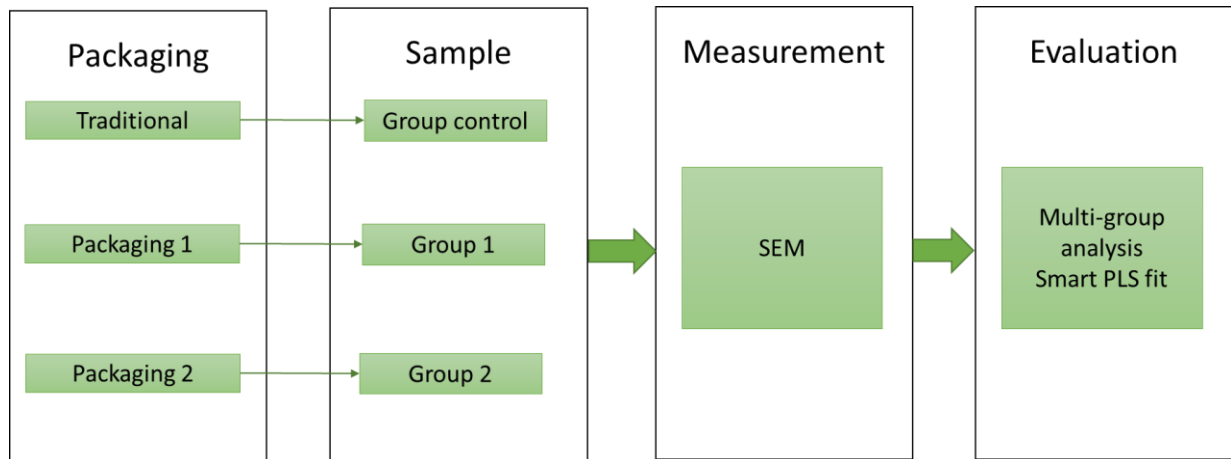 Packaging
Traditional
Packaging 1
Packaging 2
Sample
Group control
Group 1
Group 2
Measurement
SEM
Evaluation
Multi-group
analysis
Smart PLS fit